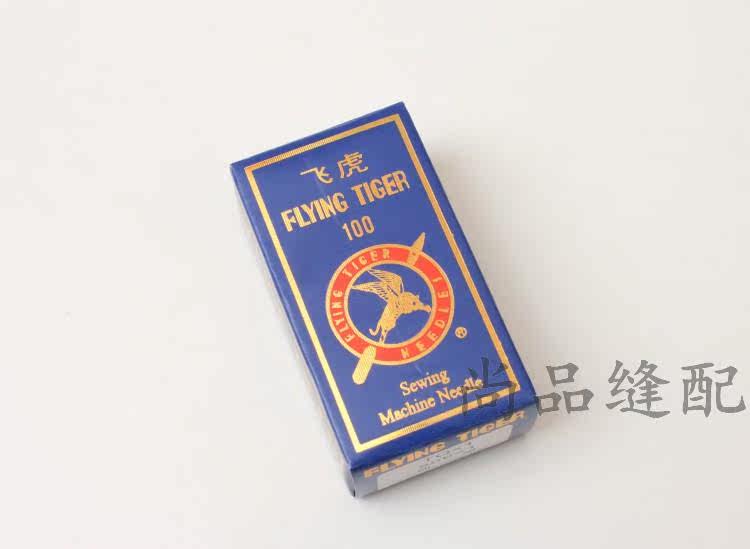 飞虎
FLYING TIGER
100
FLYING TIGER
NEEDLE
®
Sewing
Machine Needle
尚品缝配
FLYING TIGER